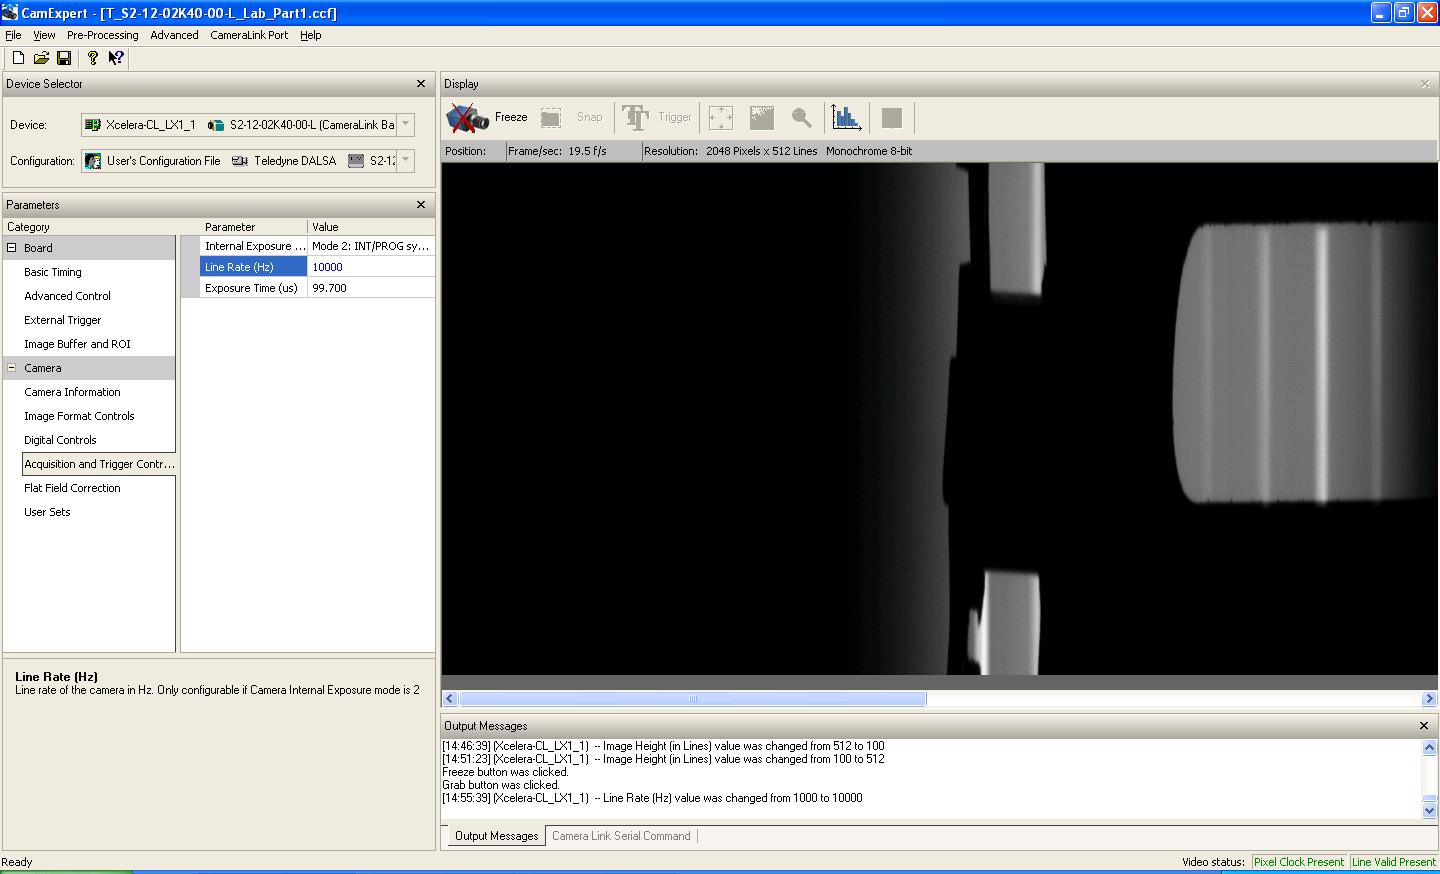 CamExpert - [T_S2-12-02K40-00-L_Lab_Part1.ccf]
File View Pre-Processing Advanced CameraLink Port Help
Device Selector
Device: Xcelera-CL_LX1_1 S2-12-02K40-00-L (CameraLink Ba
Configuration: User's Configuration File Teledyne DALSA S2-12
Parameters
Category
Board
Basic Timing
Advanced Control
External Trigger
Image Buffer and ROI
Camera
Camera Information
Image Format Controls
Digital Controls
Acquisition and Trigger Contr...
Flat Field Correction
User Sets
Parameter Value
Internal Exposure ... Mode 2: INT/PROG sy...
Line Rate (Hz) 10000
Exposure Time (us) 99.700
Line Rate (Hz)
Line rate of the camera in Hz. Only configurable if Camera Internal Exposure mode is 2
Display
Freeze Snap Trigger
Position: Frame/sec: 19.5 f/s Resolution: 2048 Pixels x 512 Lines Monochrome 8-bit
Output Messages
[14:46:39] (Xcelera-CL_LX1_1) -- Image Height (in Lines) value was changed from 512 to 100
[14:51:23] (Xcelera-CL_LX1_1) -- Image Height (in Lines) value was changed from 100 to 512
Freeze button was clicked.
Grab button was clicked.
[14:55:39] (Xcelera-CL_LX1_1) -- Line Rate (Hz) value was changed from 1000 to 10000
Output Messages Camera Link Serial Command
Ready Video status: Pixel Clock Present Line Valid Present